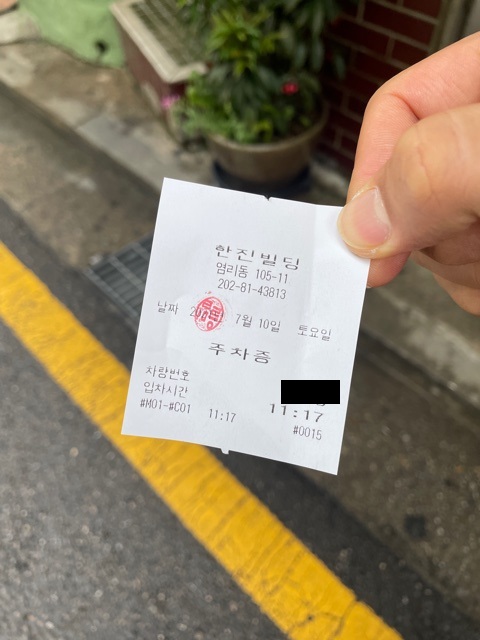 한진빌딩
염리동 105-11
202-81-43813
날짜 7월 10일 토요일
주차증
차량번호
입차시간 11:17
#M01-#C01 11:17 #0015